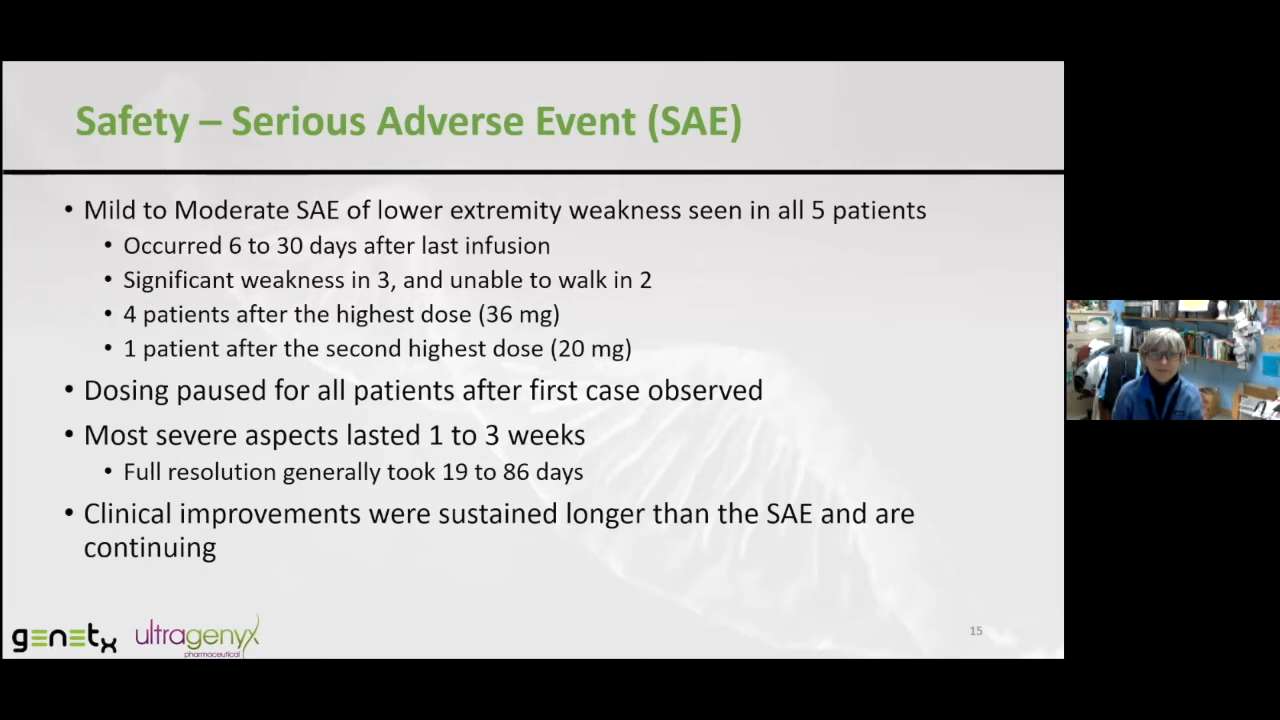 Safety – Serious Adverse Event (SAE)
• Mild to Moderate SAE of lower extremity weakness seen in all 5 patients
• Occurred 6 to 30 days after last infusion
• Significant weakness in 3, and unable to walk in 2
• 4 patients after the highest dose (36 mg)
• 1 patient after the second highest dose (20 mg)
• Dosing paused for all patients after first case observed
• Most severe aspects lasted 1 to 3 weeks
• Full resolution generally took 19 to 86 days
• Clinical improvements were sustained longer than the SAE and are
continuing
genetx
ultragenyx
pharmaceutical
15